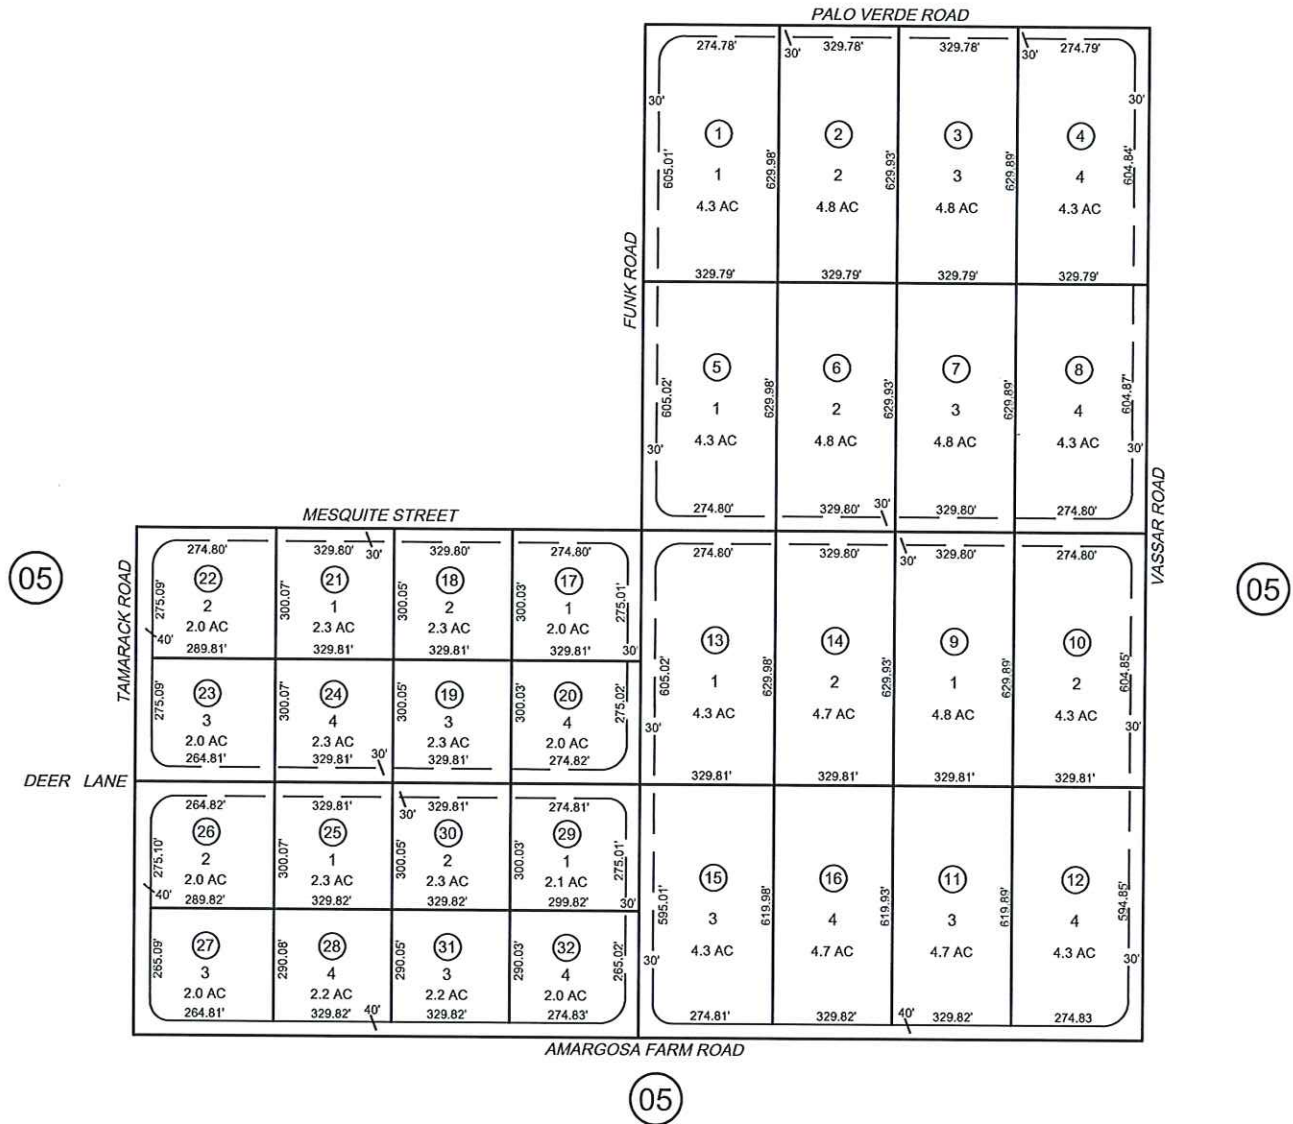 PALO VERDE ROAD
274.78' 30' 329.78' 329.78' 30' 274.79'
30' 30'
1 2 3 4
605.01' 629.98' 629.93' 629.89' 604.84'
1 2 3 4
4.3 AC 4.8 AC 4.8 AC 4.3 AC
FUNK ROAD
329.79' 329.79' 329.79' 329.79'
5 6 7 8
605.02' 629.98' 629.93' 629.89' 604.87'
1 2 3 4
4.3 AC 4.8 AC 4.8 AC 4.3 AC
30' 30'
VASSAR ROAD
274.80' 329.80' 30' 329.80' 274.80'
MESQUITE STREET
274.80' 329.80' 30' 329.80' 274.80' 274.80' 329.80' 30' 329.80' 274.80'
05 05
TAMARACK ROAD
22 21 18 17
275.09' 300.07' 300.05' 300.03' 275.01'
2 1 2 1
2.0 AC 2.3 AC 2.3 AC 2.0 AC
40' 30'
289.81' 329.81' 329.81' 329.81'
13 14 9 10
605.02' 629.98' 629.93' 629.89' 604.85'
1 2 1 2
4.3 AC 4.7 AC 4.8 AC 4.3 AC
30' 30'
23 24 19 20
275.09' 300.07' 300.05' 300.03' 275.02'
3 4 3 4
2.0 AC 2.3 AC 2.3 AC 2.0 AC
264.81' 329.81' 30' 329.81' 274.82'
329.81' 329.81' 329.81' 329.81'
DEER LANE
264.82' 329.81' 30' 329.81' 274.81'
26 25 30 29
275.10' 300.07' 300.05' 300.03' 275.01'
2 1 2 1
2.0 AC 2.3 AC 2.3 AC 2.1 AC
40' 30'
289.82' 329.82' 329.82' 299.82'
15 16 11 12
595.01' 619.98' 619.93' 619.89' 594.85'
3 4 3 4
4.3 AC 4.7 AC 4.7 AC 4.3 AC
30' 30'
27 28 31 32
265.09' 290.08' 290.05' 290.03' 265.02'
3 4 3 4
2.0 AC 2.2 AC 2.2 AC 2.0 AC
264.81' 329.82' 40' 329.82' 274.83' 274.81' 329.82' 40' 329.82' 274.83
AMARGOSA FARM ROAD
05